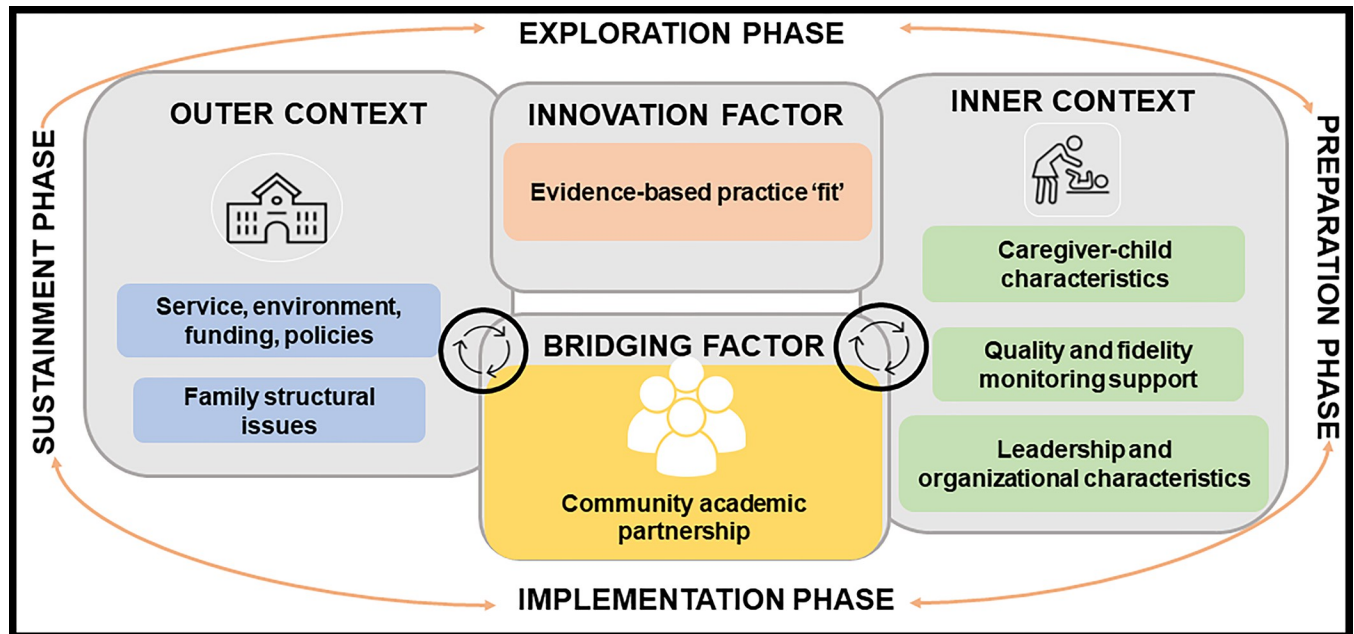 EXPLORATION PHASE
OUTER CONTEXT
Service, environment,
funding, policies
Family structural
issues
INNOVATION FACTOR
Evidence-based practice ‘fit’
BRIDGING FACTOR
Community academic
partnership
INNER CONTEXT
Caregiver-child
characteristics
Quality and fidelity
monitoring support
Leadership and
organizational characteristics
PREPARATION PHASE
IMPLEMENTATION PHASE
SUSTAINMENT PHASE